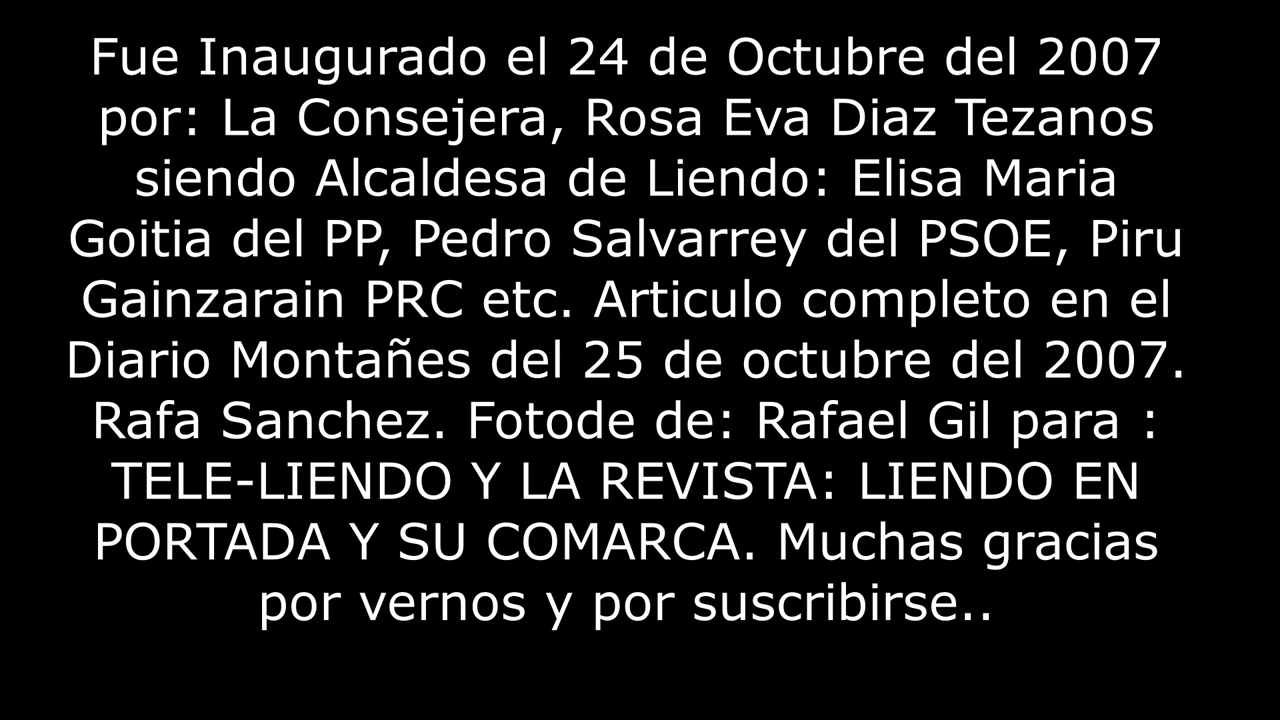 Fue Inaugurado el 24 de Octubre del 2007
por: La Consejera, Rosa Eva Diaz Tezanos
siendo Alcaldesa de Liendo: Elisa Maria
Goitia del PP, Pedro Salvarrey del PSOE, Piru
Gainzarain PRC etc. Articulo completo en el
Diario Montañes del 25 de octubre del 2007.
Rafa Sanchez. Fotode de: Rafael Gil para :
TELE-LIENDO Y LA REVISTA: LIENDO EN
PORTADA Y SU COMARCA. Muchas gracias
por vernos y por suscribirse..